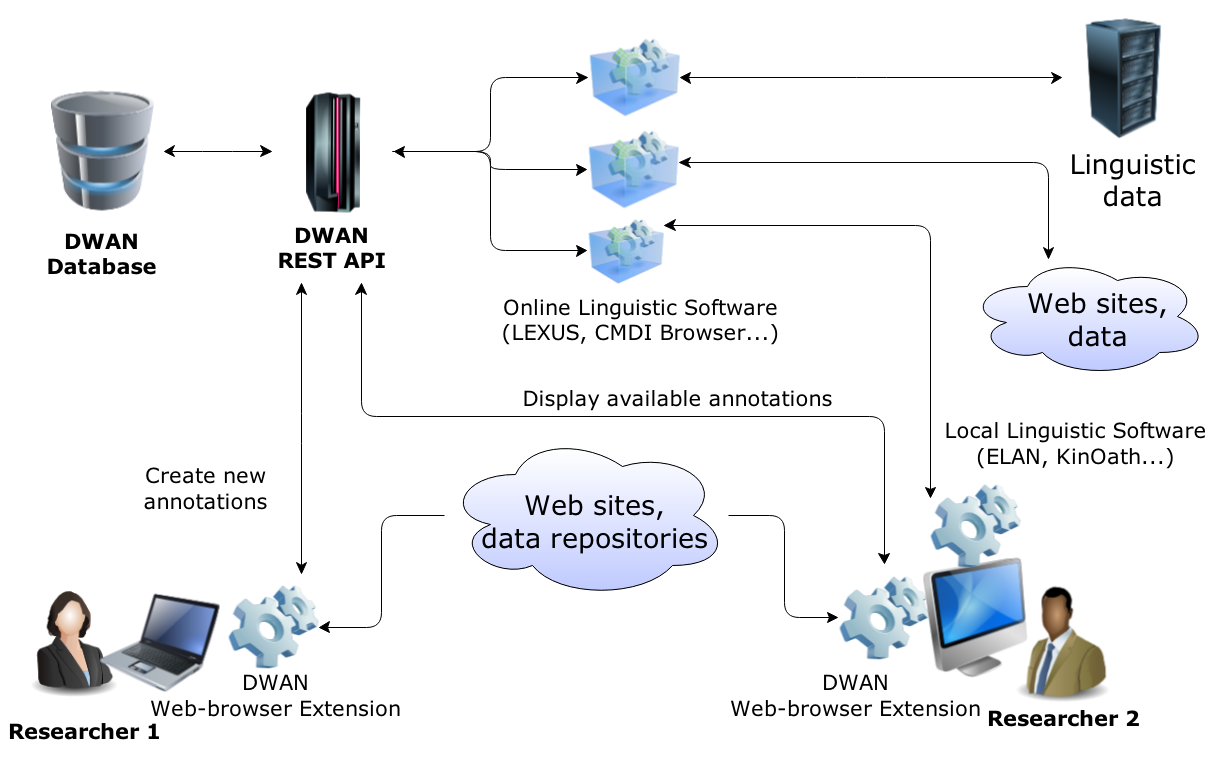 Linguistic
data
DWAN
Database
DWAN
REST API
Online Linguistic Software
(LEXUS, CMDI Browser...)
Web sites,
data
Display available annotations
Local Linguistic Software
(ELAN, KinOath...)
Create new
annotations
Web sites,
data repositories
DWAN
Web-browser Extension
Researcher 1
DWAN
Web-browser Extension
Researcher 2